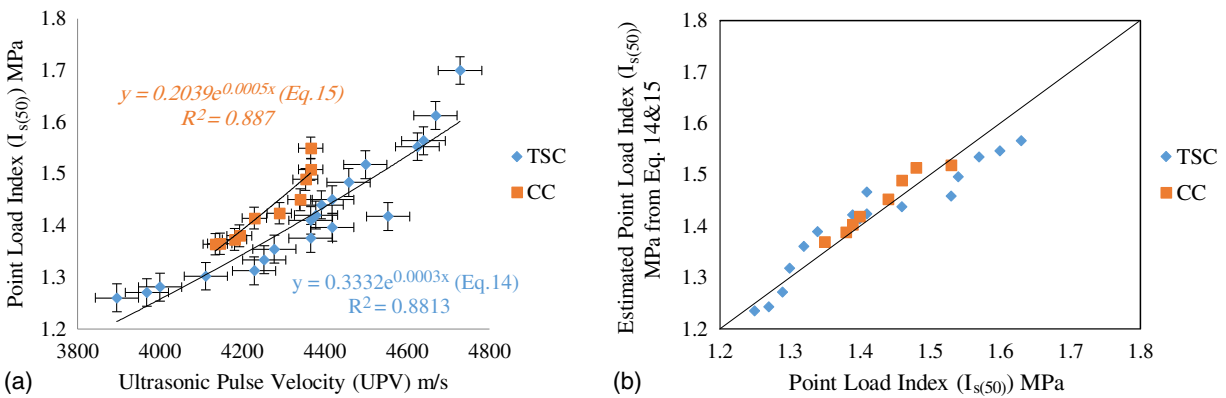 1.8
1.7
1.6
1.5
1.4
1.3
1.2
Point Load Index (Is(50)) MPa
y = 0.2039e^0.0005x (Eq.15)
R² = 0.887
y = 0.3332e^0.0003x (Eq.14)
R² = 0.8813
TSC
CC
3800 4000 4200 4400 4600 4800
(a) Ultrasonic Pulse Velocity (UPV) m/s
Estimated Point Load Index (Is(50))
MPa from Eq. 14&15
1.8
1.7
1.6
1.5
1.4
1.3
1.2
TSC
CC
1.2 1.3 1.4 1.5 1.6 1.7 1.8
(b) Point Load Index (Is(50)) MPa